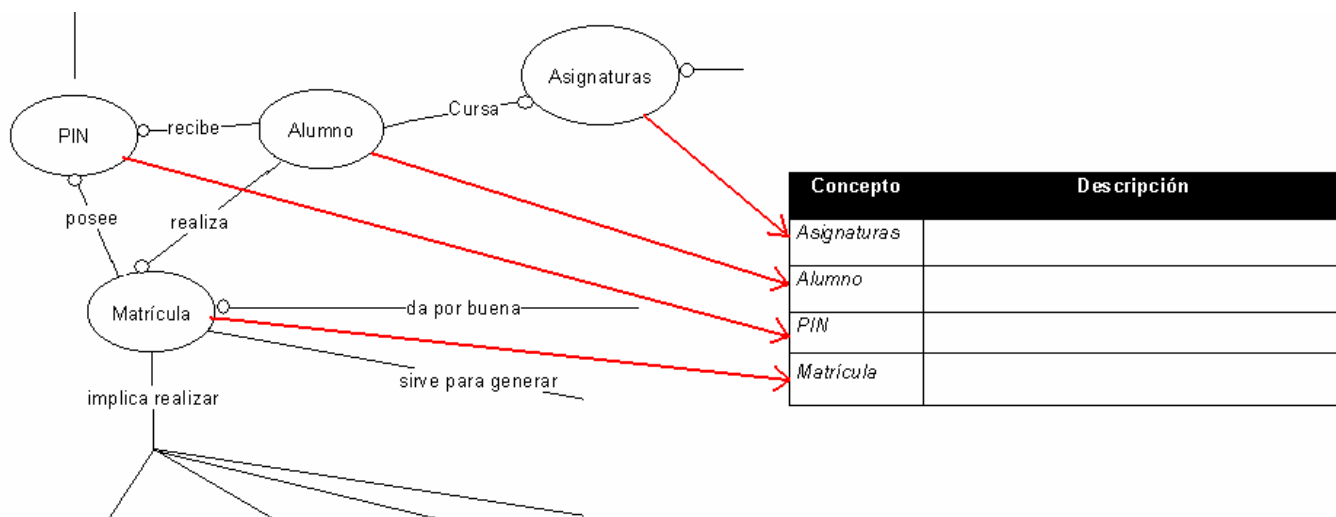 Asignaturas
Cursa
PIN
recibe
Alumno
posee
realiza
Matrícula
da por buena
sirve para generar
implica realizar
Concepto Descripción
Asignaturas
Alumno
PIN
Matrícula